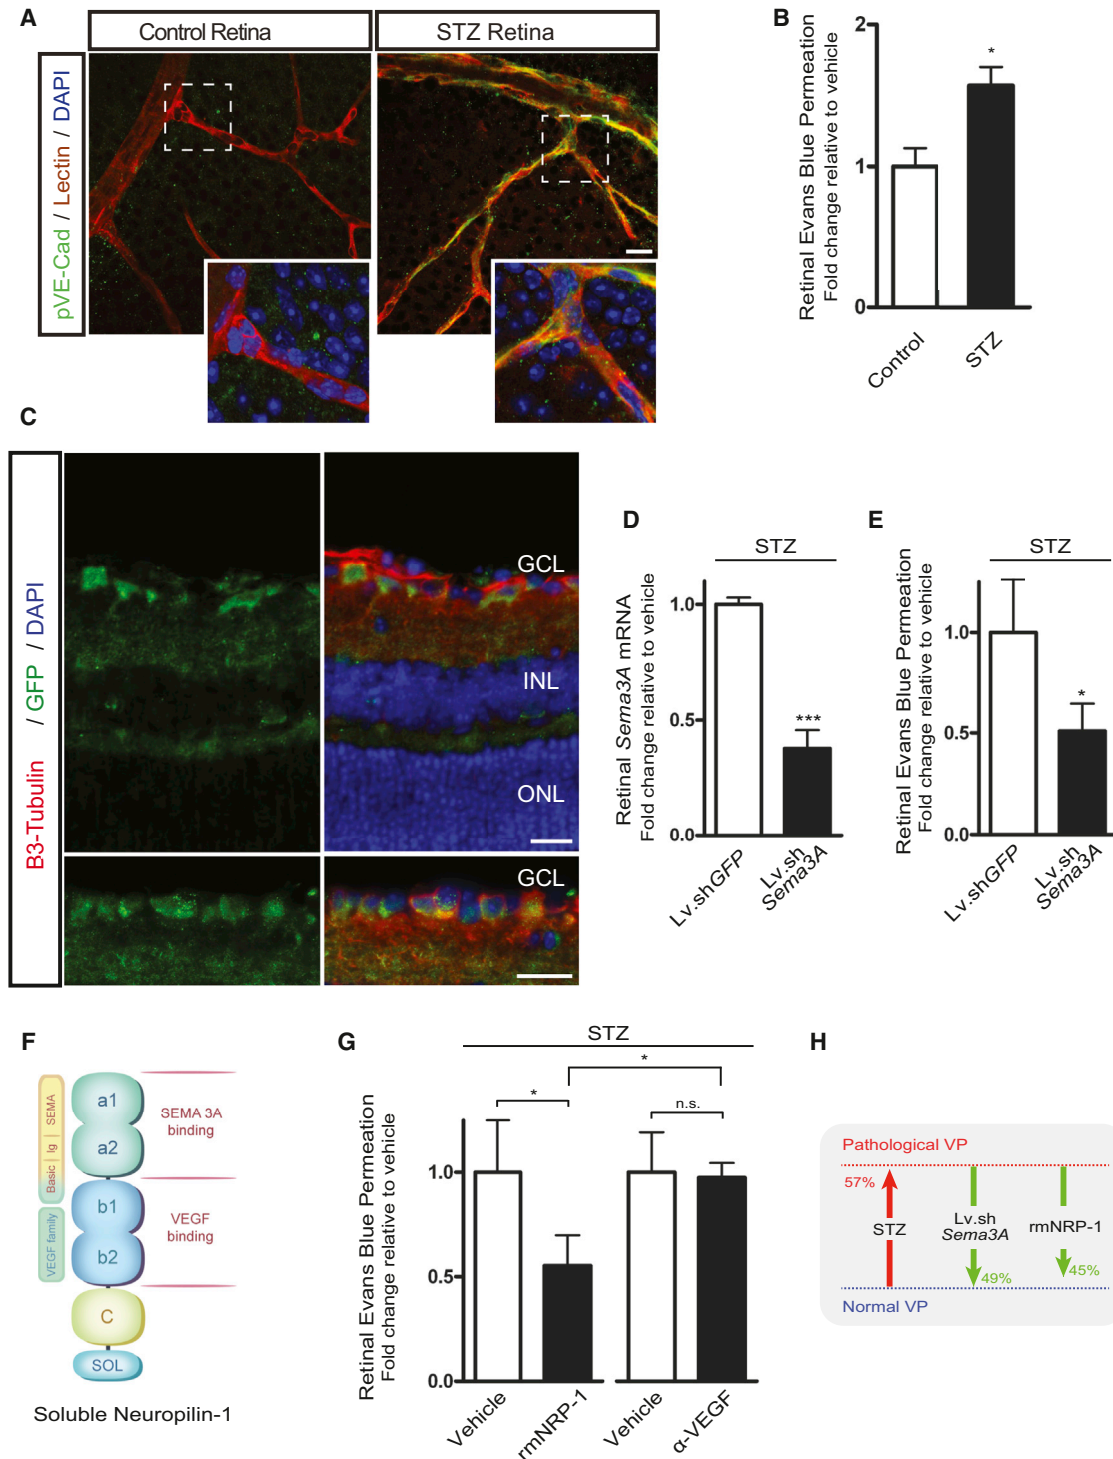 A
Control Retina
STZ Retina
pVE-Cad / Lectin / DAPI
B
Retinal Evans Blue Permeation
Fold change relative to vehicle
2
1
0
*
Control
STZ
C
B3-Tubulin / GFP / DAPI
GCL
INL
ONL
GCL
D
STZ
Retinal Sema3A mRNA
Fold change relative to vehicle
1.0
0.5
0.0
***
Lv.shGFP
Lv.sh
Sema3A
E
STZ
Retinal Evans Blue Permeation
Fold change relative to vehicle
1.0
0.5
0.0
*
Lv.shGFP
Lv.sh
Sema3A
F
SEMA
Ig
Basic
VEGF family
a1
a2
b1
b2
C
SOL
SEMA 3A
binding
VEGF
binding
Soluble Neuropilin-1
G
STZ
*
*
n.s.
Retinal Evans Blue Permeation
Fold change relative to vehicle
1.0
0.5
0.0
Vehicle
rmNRP-1
Vehicle
α-VEGF
H
Pathological VP
57%
STZ
Lv.sh
Sema3A
49%
rmNRP-1
45%
Normal VP